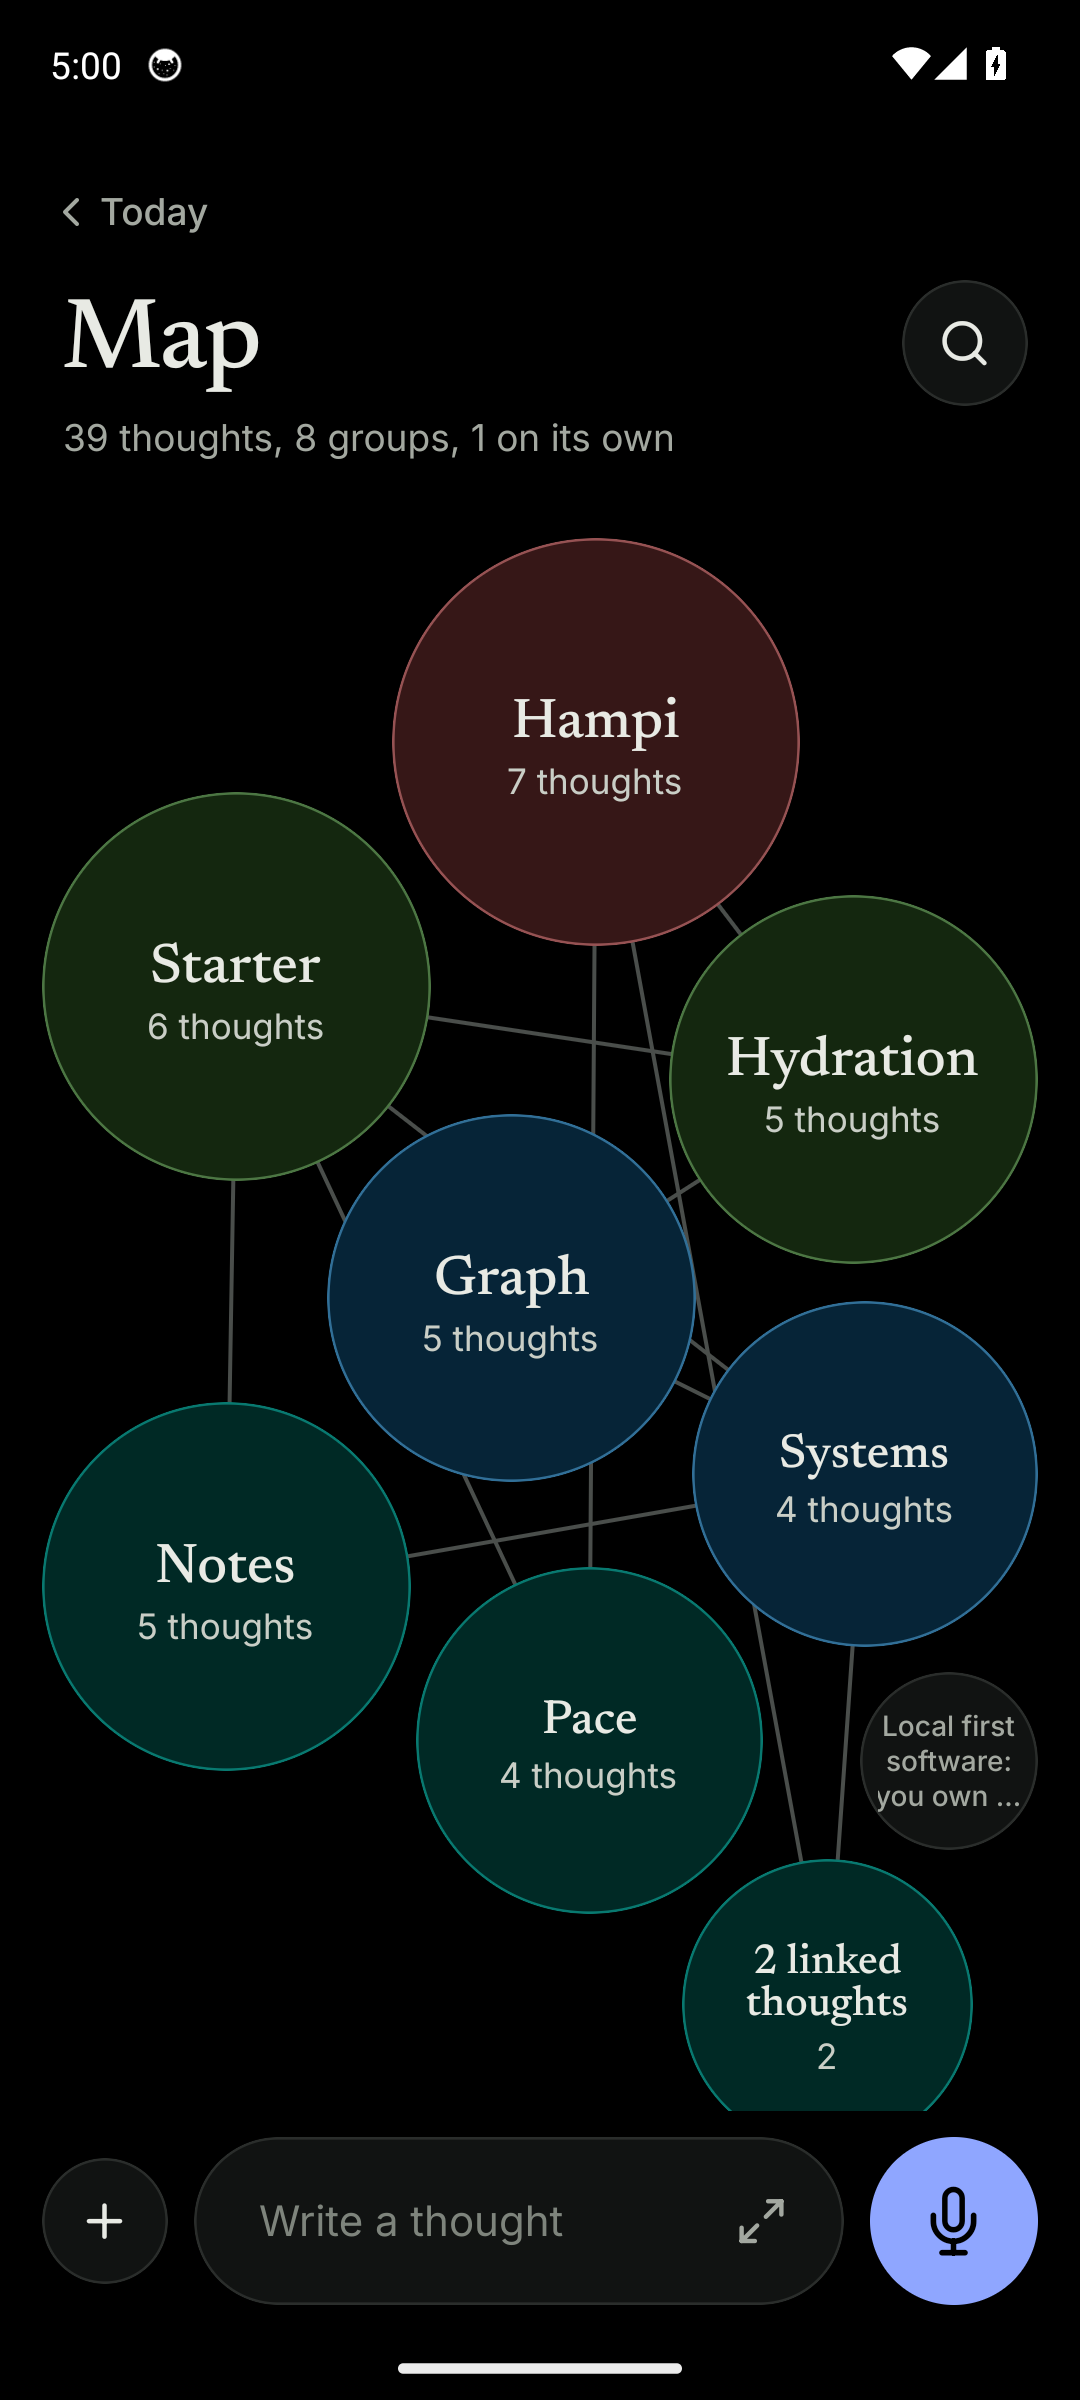 5:00
Today
Map
39 thoughts, 8 groups, 1 on its own
Hampi
7 thoughts
Starter
6 thoughts
Hydration
5 thoughts
Graph
5 thoughts
Systems
4 thoughts
Notes
5 thoughts
Pace
4 thoughts
Local first
software:
you own ...
2 linked
thoughts
2
Write a thought